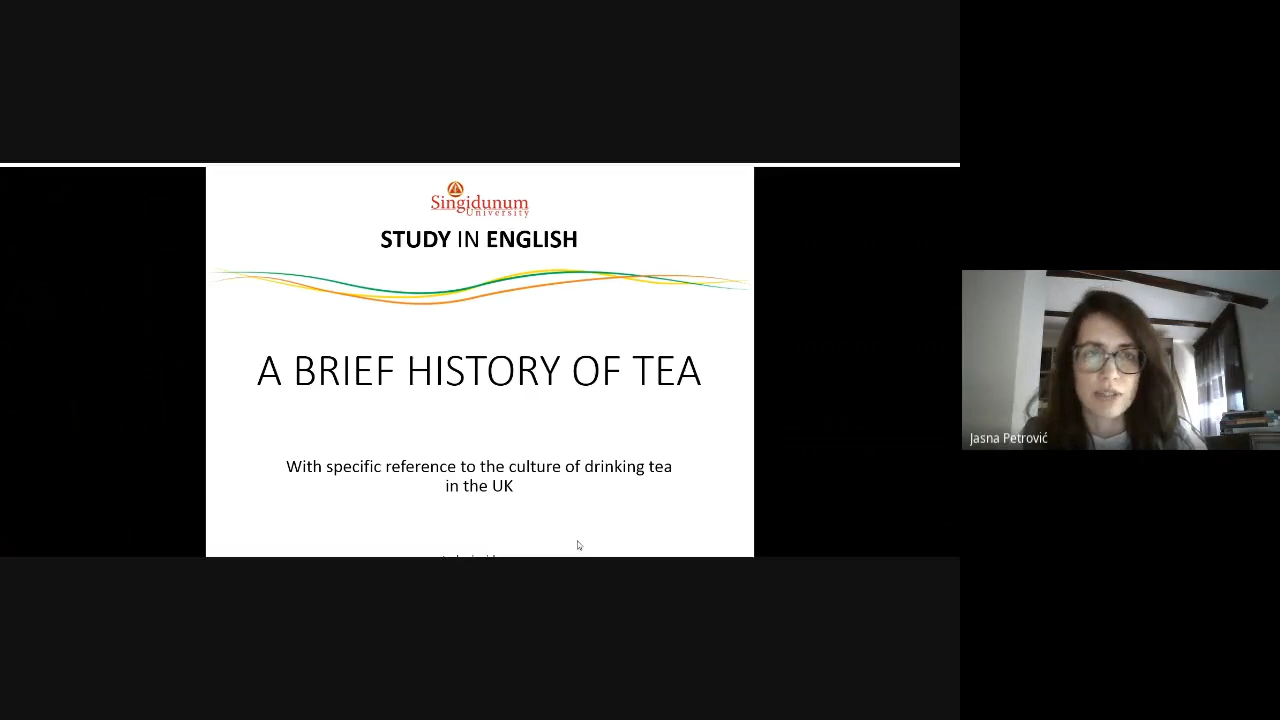 Singidunum
University
STUDY IN ENGLISH
A BRIEF HISTORY OF TEA
With specific reference to the culture of drinking tea
in the UK
Jasna Petrović